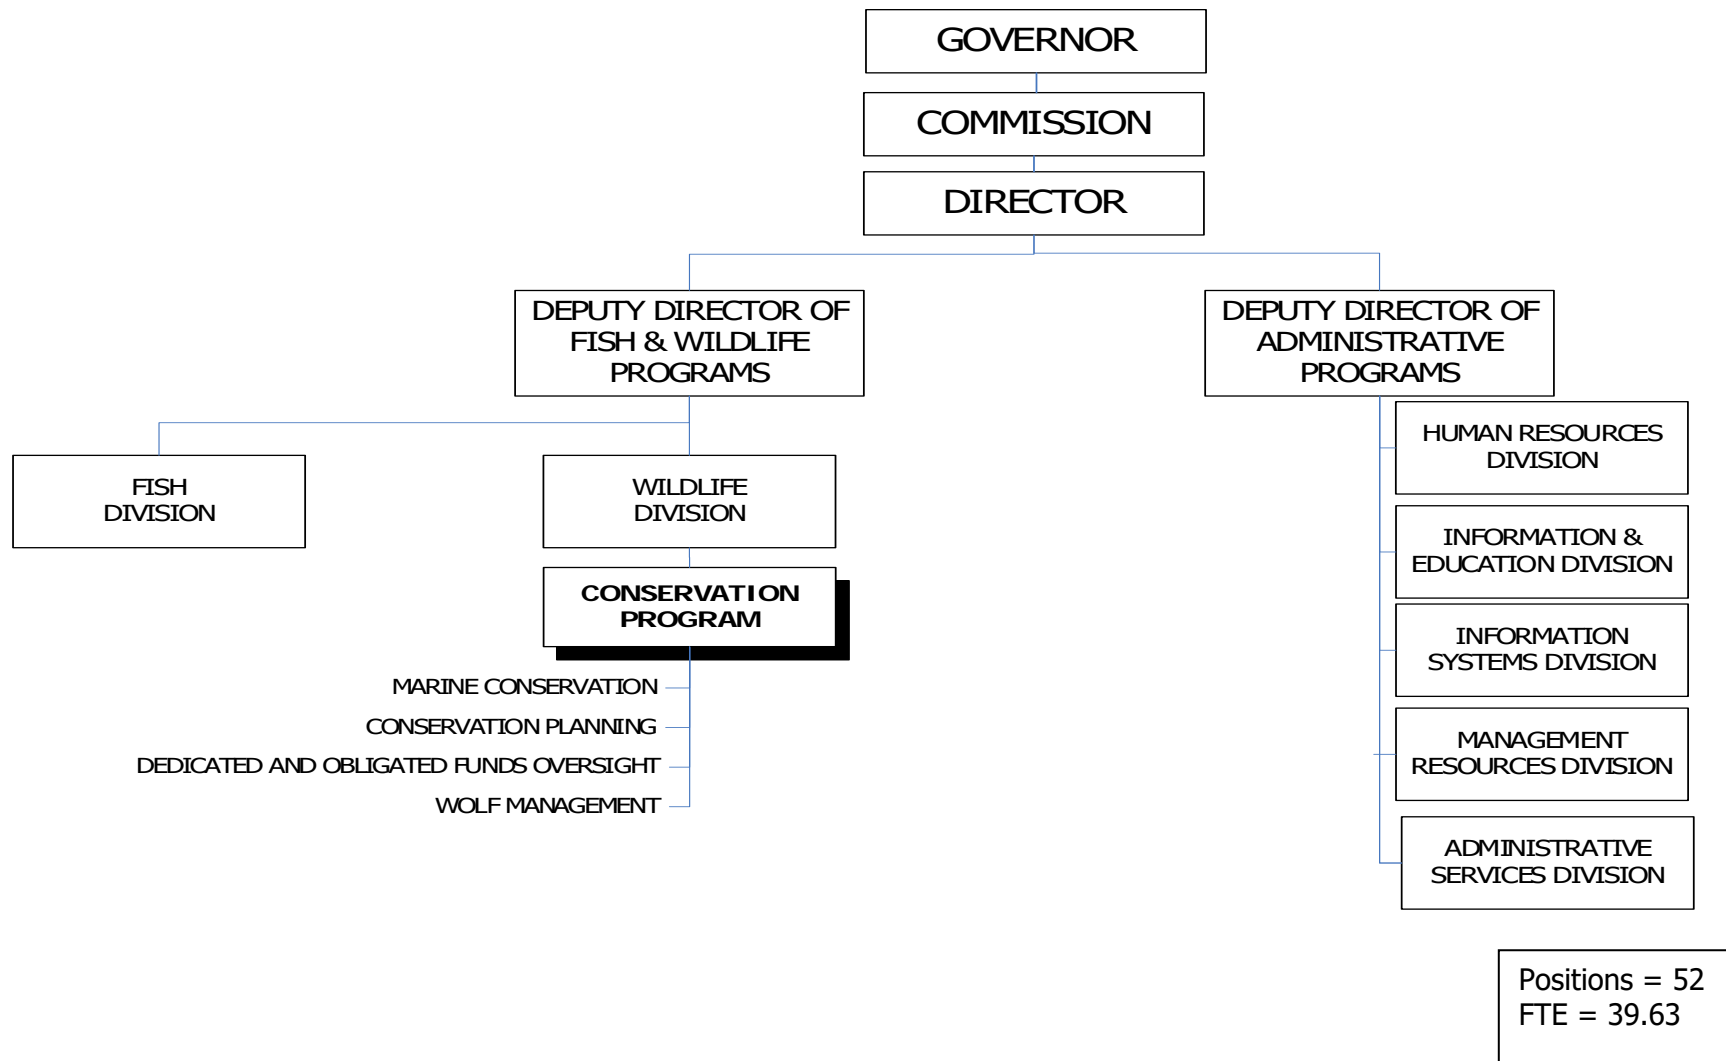 GOVERNOR
COMMISSION
DIRECTOR
DEPUTY DIRECTOR OF
FISH & WILDLIFE
PROGRAMS
DEPUTY DIRECTOR OF
ADMINISTRATIVE
PROGRAMS
FISH
DIVISION
WILDLIFE
DIVISION
CONSERVATION
PROGRAM
MARINE CONSERVATION
CONSERVATION PLANNING
DEDICATED AND OBLIGATED FUNDS OVERSIGHT
WOLF MANAGEMENT
HUMAN RESOURCES
DIVISION
INFORMATION &
EDUCATION DIVISION
INFORMATION
SYSTEMS DIVISION
MANAGEMENT
RESOURCES DIVISION
ADMINISTRATIVE
SERVICES DIVISION
Positions = 52
FTE = 39.63